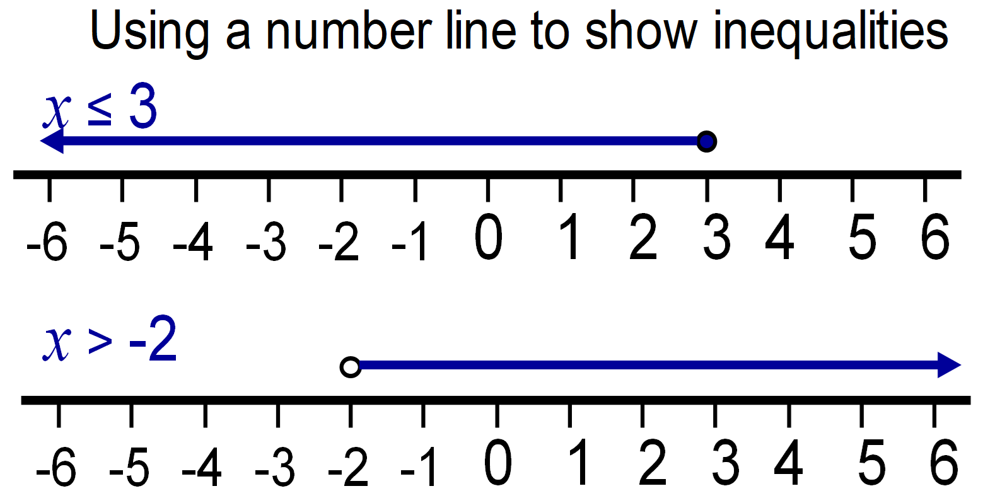 Using a number line to show inequalities
x ≤ 3
-6 -5 -4 -3 -2 -1 0 1 2 3 4 5 6
x > -2
-6 -5 -4 -3 -2 -1 0 1 2 3 4 5 6